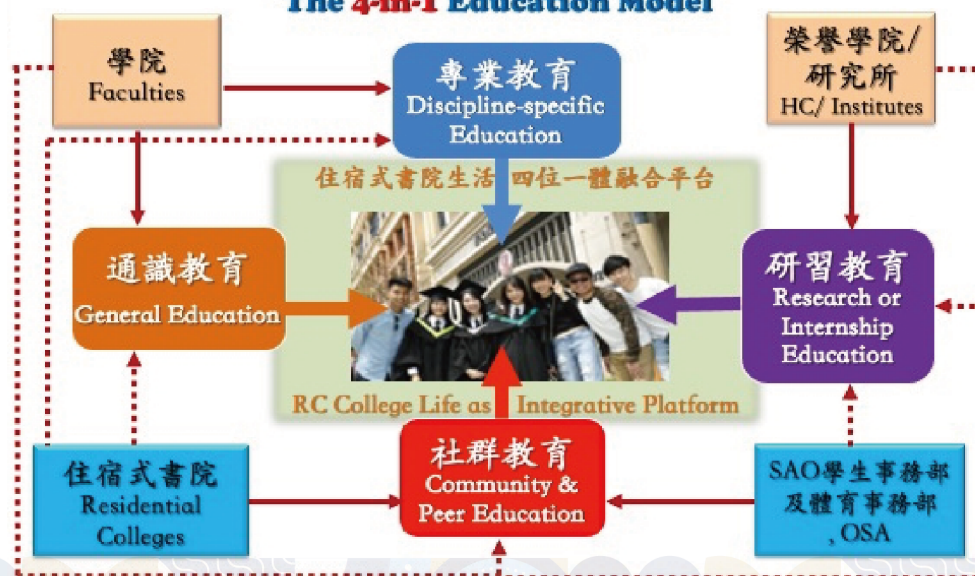 The 4-in-1 Education Model
學院
Faculties
專業教育
Discipline-specific
Education
榮譽學院/
研究所
HC/ Institutes
住宿式書院生活 四位一體融合平台
通識教育
General Education
研習教育
Research or
Internship
Education
RC College Life as Integrative Platform
住宿式書院
Residential
Colleges
社群教育
Community &
Peer Education
SAO學生事務部
及體育事務部
, OSA